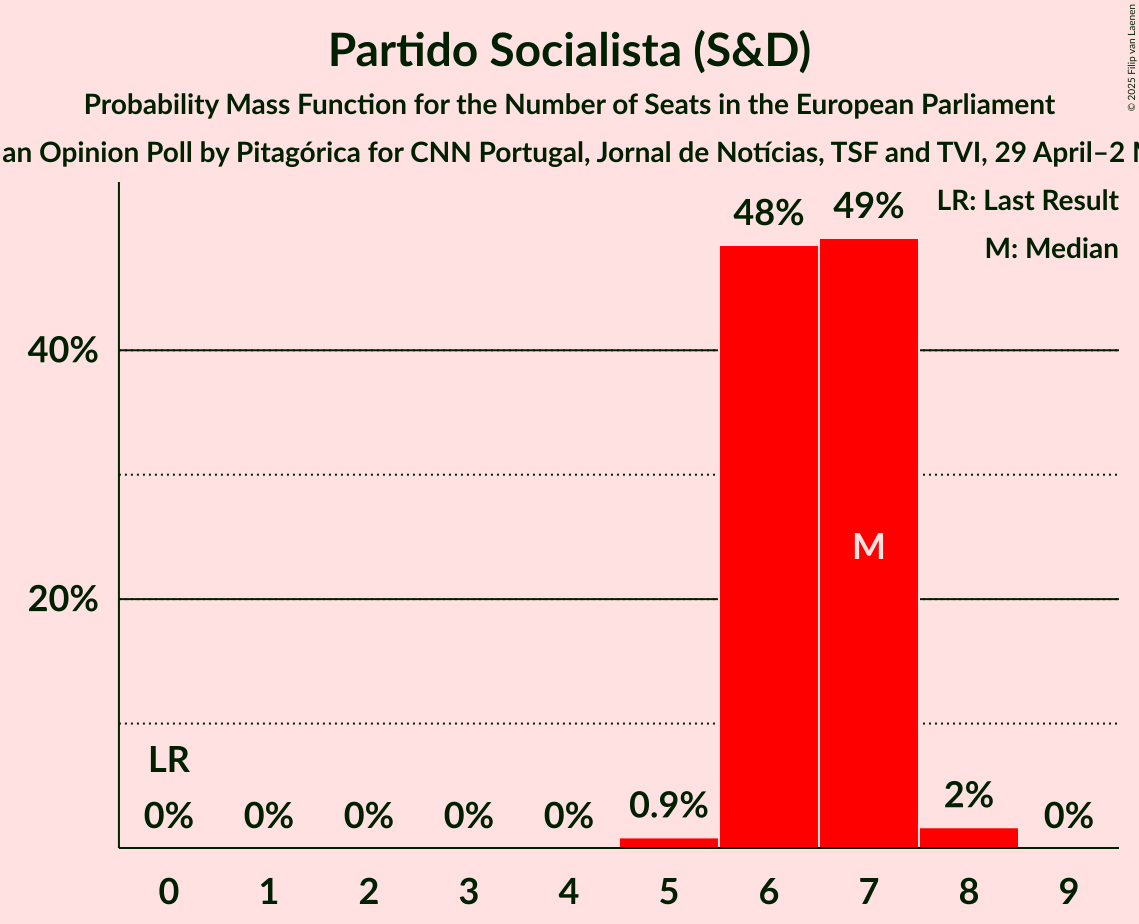 Partido Socialista (S&D)
Probability Mass Function for the Number of Seats in the European Parliament
an Opinion Poll by Pitagórica for CNN Portugal, Jornal de Notícias, TSF and TVI, 29 April–2
© 2025 Filip van Laenen
LR: Last Result
M: Median
48%
49%
40%
20%
M
LR
0%
0%
0%
0%
0%
0.9%
2%
0%
0
1
2
3
4
5
6
7
8
9